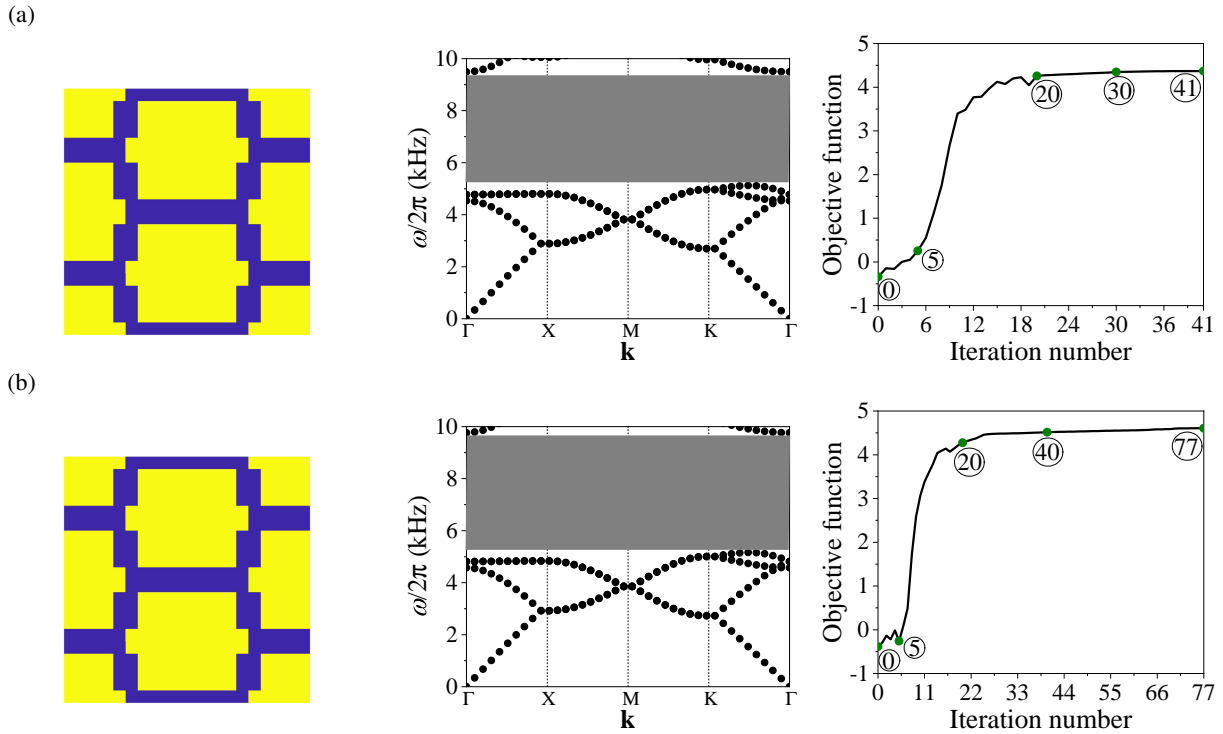 (a)
10
8
6
4
2
0
ω/2π (kHz)
Γ X M K Γ
k
5
4
3
2
1
0
-1
Objective function
0 5 20 30 41
0 6 12 18 24 30 36 41
Iteration number
(b)
10
8
6
4
2
0
ω/2π (kHz)
Γ X M K Γ
k
5
4
3
2
1
0
-1
Objective function
0 5 20 40 77
0 11 22 33 44 55 66 77
Iteration number